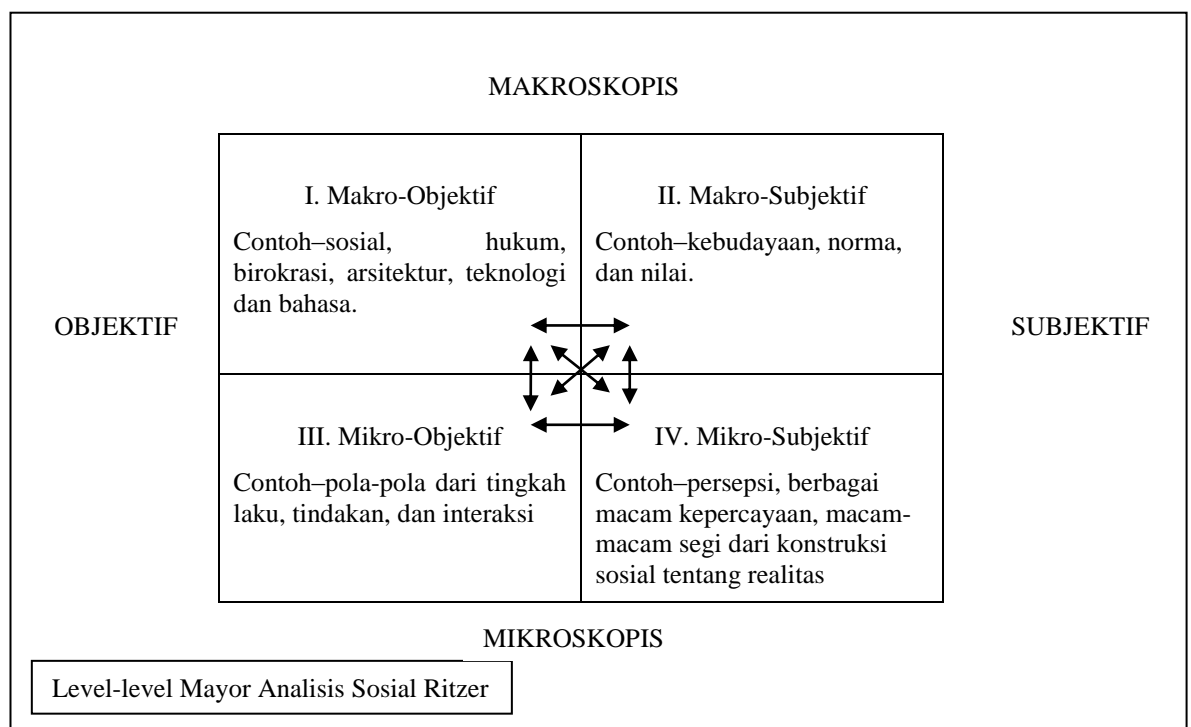 MAKROSKOPIS
I. Makro-Objektif
Contoh–sosial, hukum,
birokrasi, arsitektur, teknologi
dan bahasa.
II. Makro-Subjektif
Contoh–kebudayaan, norma,
dan nilai.
OBJEKTIF
SUBJEKTIF
III. Mikro-Objektif
Contoh–pola-pola dari tingkah
laku, tindakan, dan interaksi
IV. Mikro-Subjektif
Contoh–persepsi, berbagai
macam kepercayaan, macam-
macam segi dari konstruksi
sosial tentang realitas
MIKROSKOPIS
Level-level Mayor Analisis Sosial Ritzer